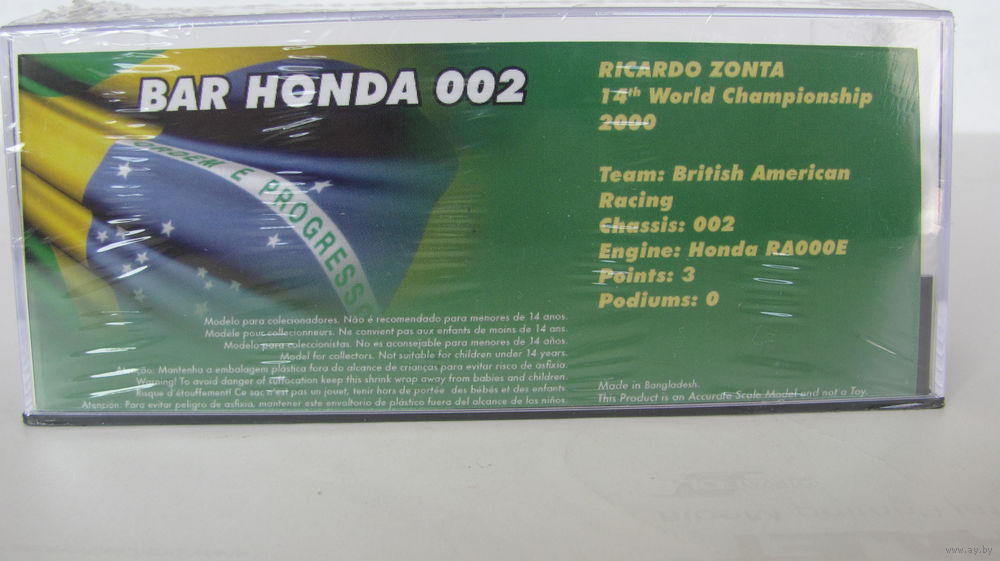 BAR HONDA 002
ORDEM E PROGRESSO
RICARDO ZONTA
14th World Championship
2000
Team: British American
Racing
Chassis: 002
Engine: Honda RA000E
Points: 3
Podiums: 0
Modelo para colecionadores. Não é recomendado para menores de 14 anos.
Modele pour collecionneurs. Ne convient pas aux enfants de moins de 14 ans.
Modelo para coleccionistas. No es aconsejable para menores de 14 años.
Model for collectors. Not suitable for children under 14 years.
Atenção: Mantenha a embalagem plástica fora do alcance de crianças para evitar risco de asfixia.
Warning! To avoid danger of suffocation keep this shrink wrap away from babies and children.
Risque d'étouffement! Ce sac n'est pas un jouet, tenir hors de portée des bébés et des enfants.
Atención: Para evitar peligro de asfixia, mantener este envaltorio de plástico fuera del alcance de los niños.
Made in Bangladesh.
This Product is an Accurate Scale Model and not a Toy.
www.ay.by